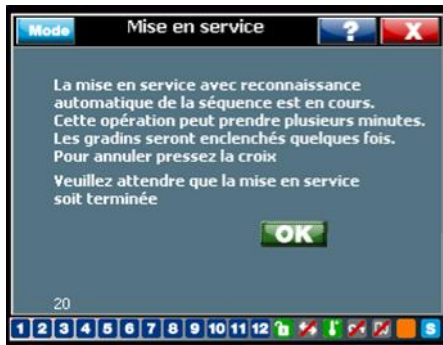 Mode Mise en service ? X
La mise en service avec reconnaissance
automatique de la séquence est en cours.
Cette opération peut prendre plusieurs minutes.
Les gradins seront enclenchés quelques fois.
Pour annuler pressez la croix
Veuillez attendre que la mise en service
soit terminée
OK
20
1 2 3 4 5 6 7 8 9 10 11 12 S